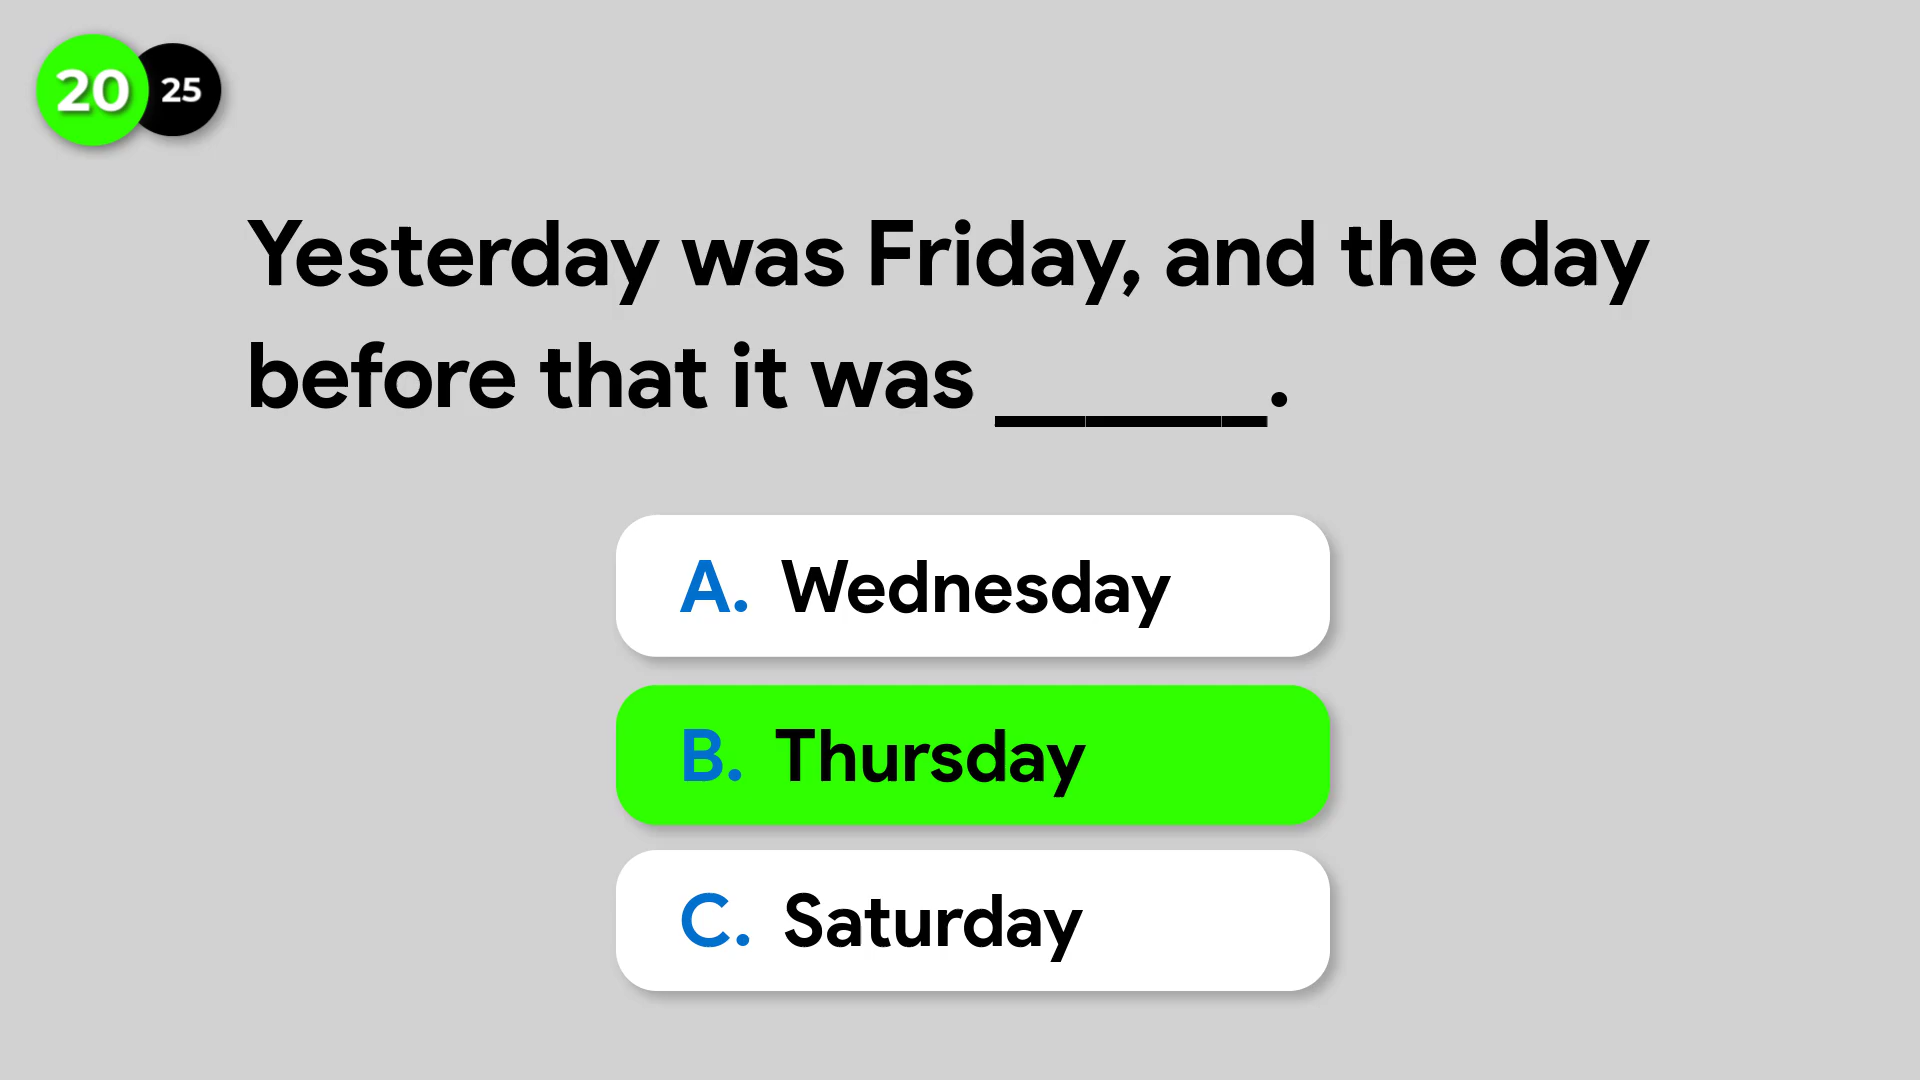 20 25
Yesterday was Friday, and the day
before that it was ______.
A. Wednesday
B. Thursday
C. Saturday